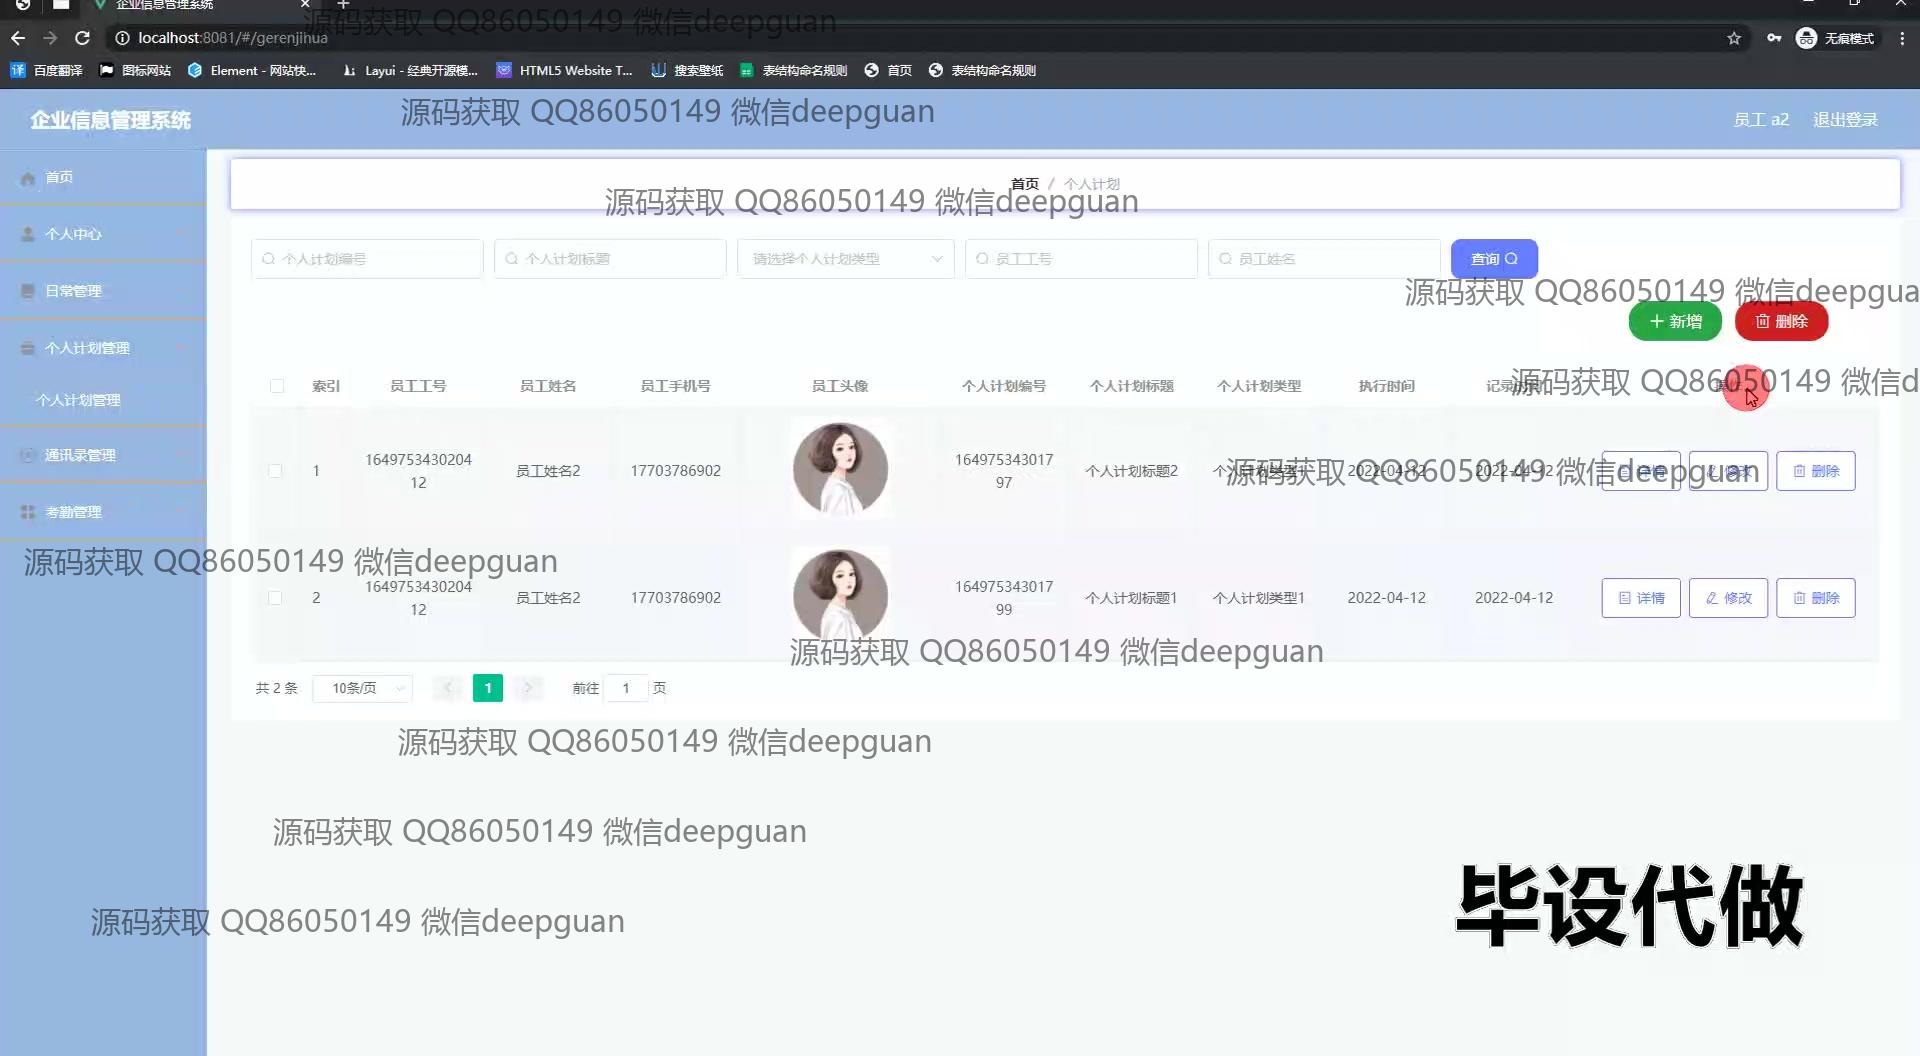 企业信息管理系统
localhost:8081/#/gerenjihua
无痕模式
百度翻译
图标网站
Element - 网站快...
Layui - 经典开源模...
HTML5 Website T...
搜索壁纸
表结构命名规则
首页
表结构命名规则
源码获取 QQ86050149 微信deepguan
企业信息管理系统
源码获取 QQ86050149 微信deepguan
员工 a2
退出登录
首页
个人中心
日常管理
个人计划管理
个人计划管理
通讯录管理
考勤管理
首页 / 个人计划
源码获取 QQ86050149 微信deepguan
个人计划编号
个人计划标题
请选择个人计划类型
员工工号
员工姓名
查询
源码获取 QQ86050149 微信deepgua
新增
删除
索引 员工工号 员工姓名 员工手机号 员工头像 个人计划编号 个人计划标题 个人计划类型 执行时间
源码获取 QQ86050149 微信d
1 164975343020412 员工姓名2 17703786902 16497534301797 个人计划标题2 2022-04-12 2022-04-12 详情 修改 删除
源码获取 QQ86050149 微信deepguan
源码获取 QQ86050149 微信deepguan
2 164975343020412 员工姓名2 17703786902 16497534301799 个人计划标题1 个人计划类型1 2022-04-12 2022-04-12 详情 修改 删除
源码获取 QQ86050149 微信deepguan
共 2 条 10条/页 1 前往 1 页
源码获取 QQ86050149 微信deepguan
源码获取 QQ86050149 微信deepguan
源码获取 QQ86050149 微信deepguan
毕设代做